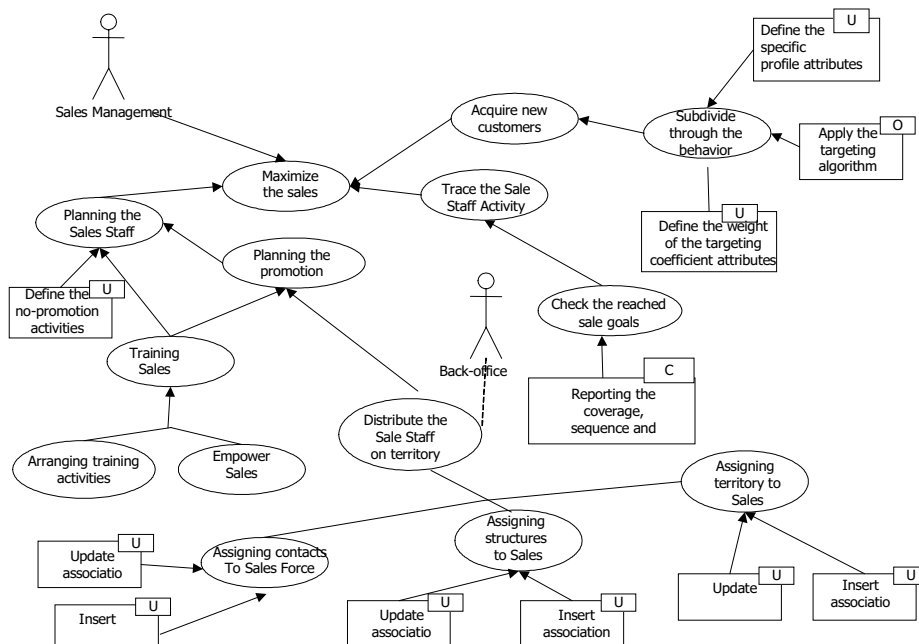 U
Define the
specific
profile attributes
Sales Management
Acquire new
customers
Subdivide
through the
behavior
O
Apply the
targeting
algorithm
Maximize
the sales
Trace the Sale
Staff Activity
Planning the
Sales Staff
U
Define the weight
of the targeting
coefficient attributes
Planning the
promotion
U
Define the
no-promotion
activities
Check the reached
sale goals
Training
Sales
Back-office
C
Reporting the
coverage,
sequence and
Distribute the
Sale Staff
on territory
Arranging training
activities
Empower
Sales
Assigning
territory to
Sales
Assigning
structures
to Sales
U
Update
associatio
Assigning contacts
To Sales Force
U
Update
U
Insert
associatio
U
Insert
U
Update
associatio
U
Insert
association